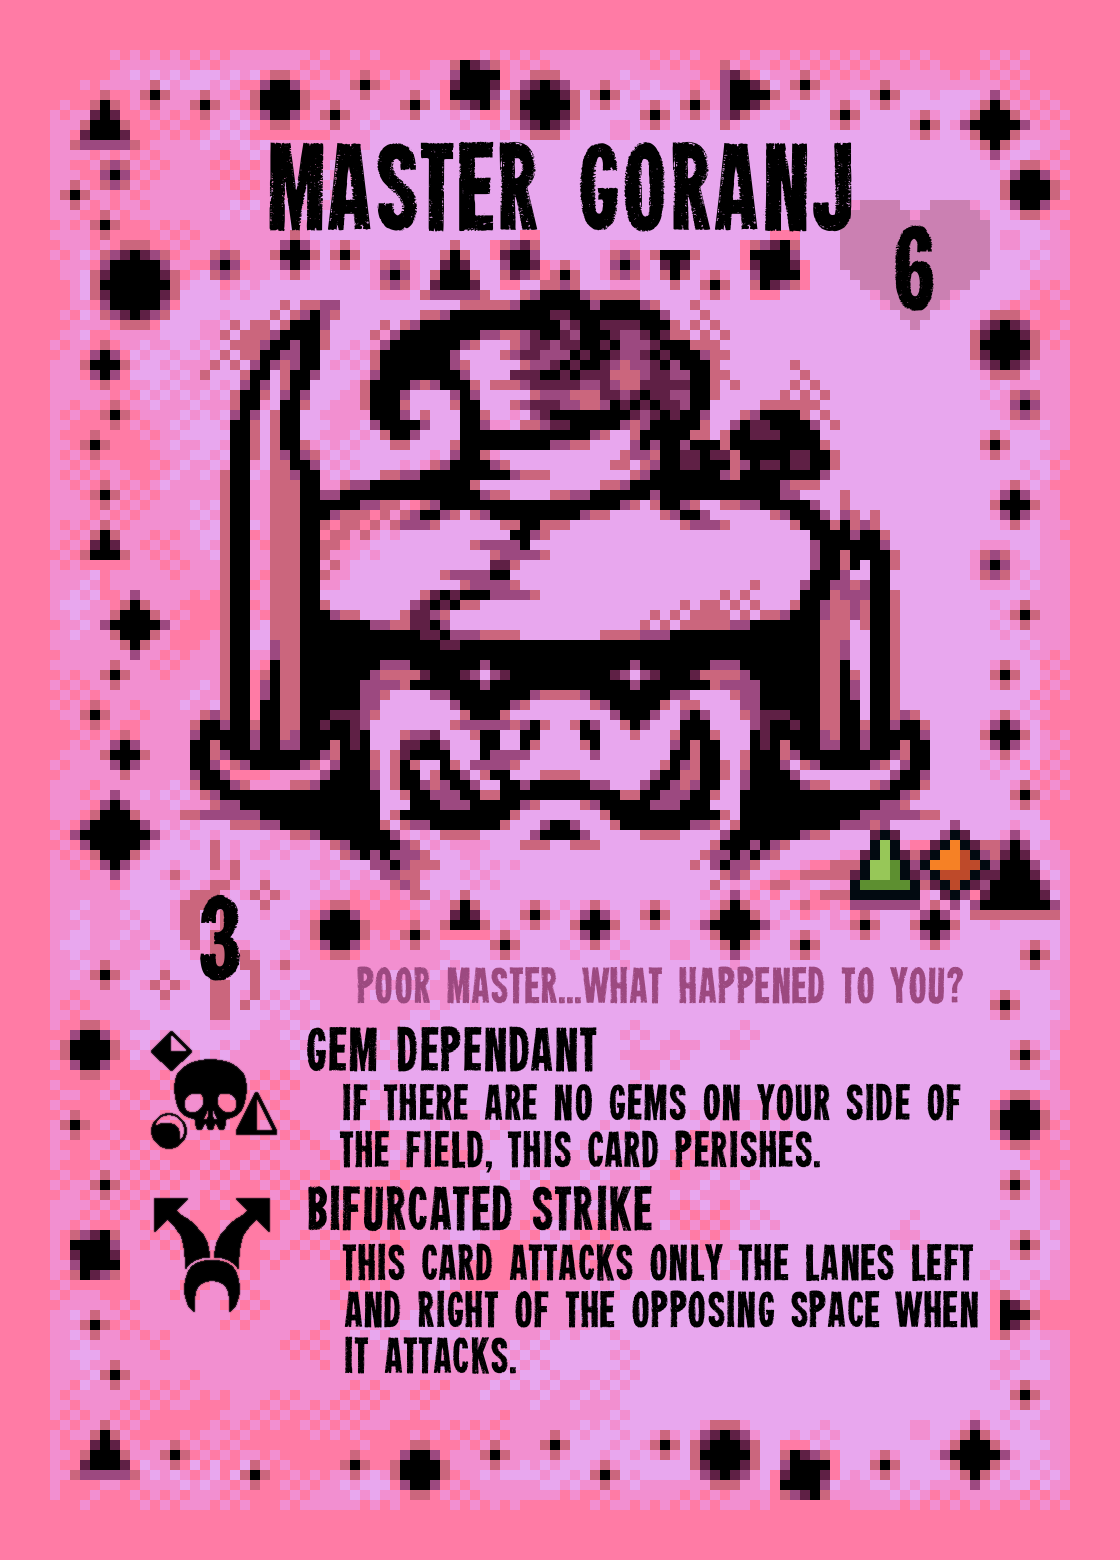 MASTER GORANJ
6
3
POOR MASTER...WHAT HAPPENED TO YOU?
GEM DEPENDANT
IF THERE ARE NO GEMS ON YOUR SIDE OF
THE FIELD, THIS CARD PERISHES.
BIFURCATED STRIKE
THIS CARD ATTACKS ONLY THE LANES LEFT
AND RIGHT OF THE OPPOSING SPACE WHEN
IT ATTACKS.